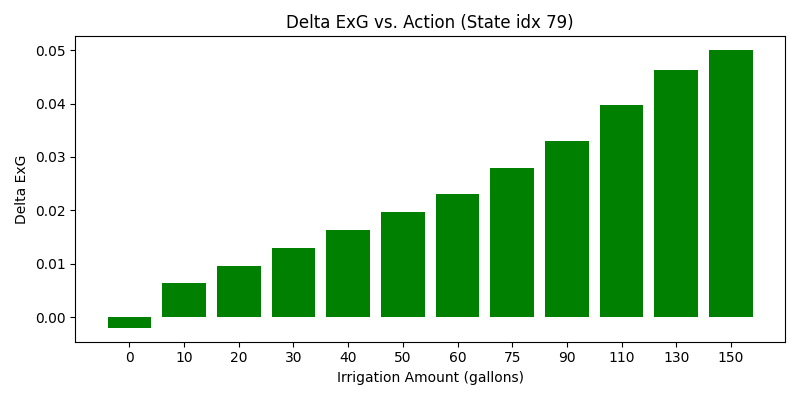 Delta ExG vs. Action (State idx 79)
Delta ExG
0.05
0.04
0.03
0.02
0.01
0.00
0 10 20 30 40 50 60 75 90 110 130 150
Irrigation Amount (gallons)